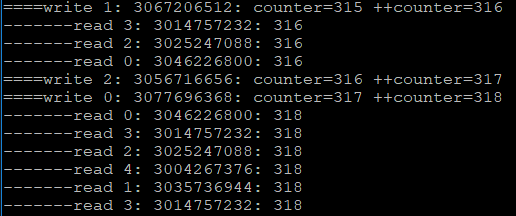 ====write 1: 3067206512: counter=315 ++counter=316
-------read 3: 3014757232: 316
-------read 2: 3025247088: 316
-------read 0: 3046226800: 316
====write 2: 3056716656: counter=316 ++counter=317
====write 0: 3077696368: counter=317 ++counter=318
-------read 0: 3046226800: 318
-------read 3: 3014757232: 318
-------read 2: 3025247088: 318
-------read 4: 3004267376: 318
-------read 1: 3035736944: 318
-------read 3: 3014757232: 318